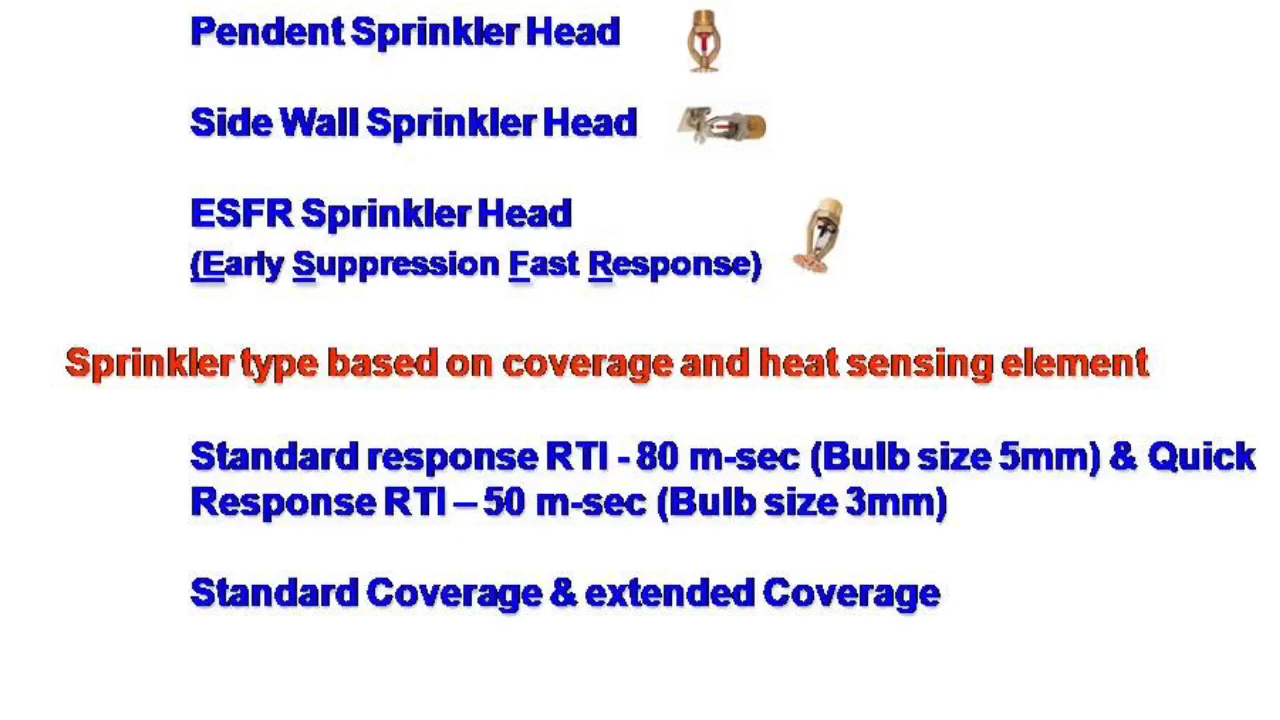 Pendent Sprinkler Head
Side Wall Sprinkler Head
ESFR Sprinkler Head
(Early Suppression Fast Response)
Sprinkler type based on coverage and heat sensing element
Standard response RTI - 80 m-sec (Bulb size 5mm) & Quick
Response RTI – 50 m-sec (Bulb size 3mm)
Standard Coverage & extended Coverage